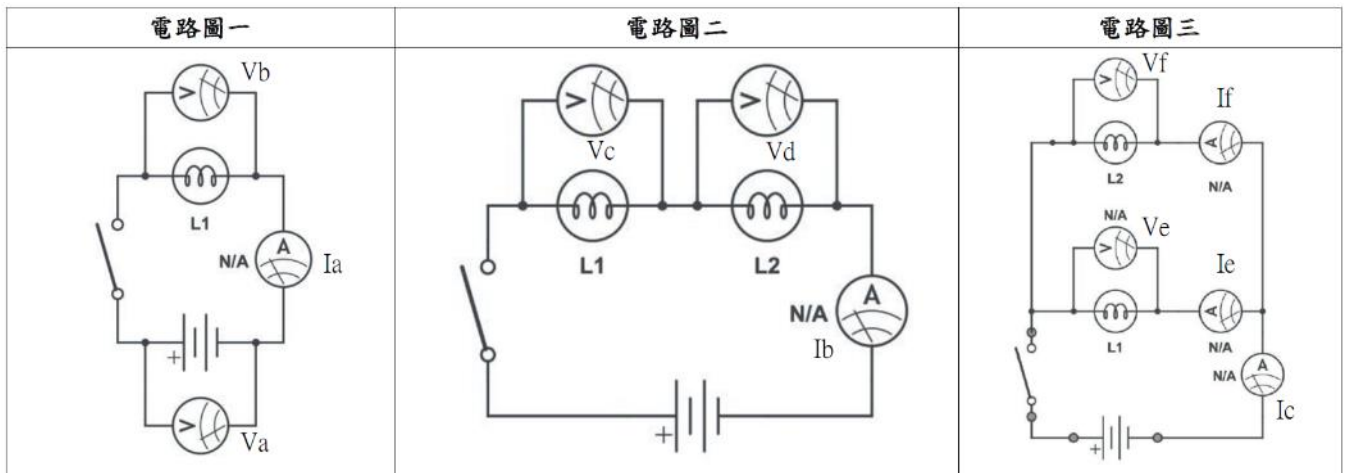 電路圖一
電路圖二
電路圖三
Vb
V
L1
N/A
A
Ia
+
V
Va
V
V
Vc
Vd
L1
L2
N/A
A
Ib
+
Vf
V
If
A
L2
N/A
N/A
Ve
V
Ie
A
L1
N/A
N/A
A
Ic
+